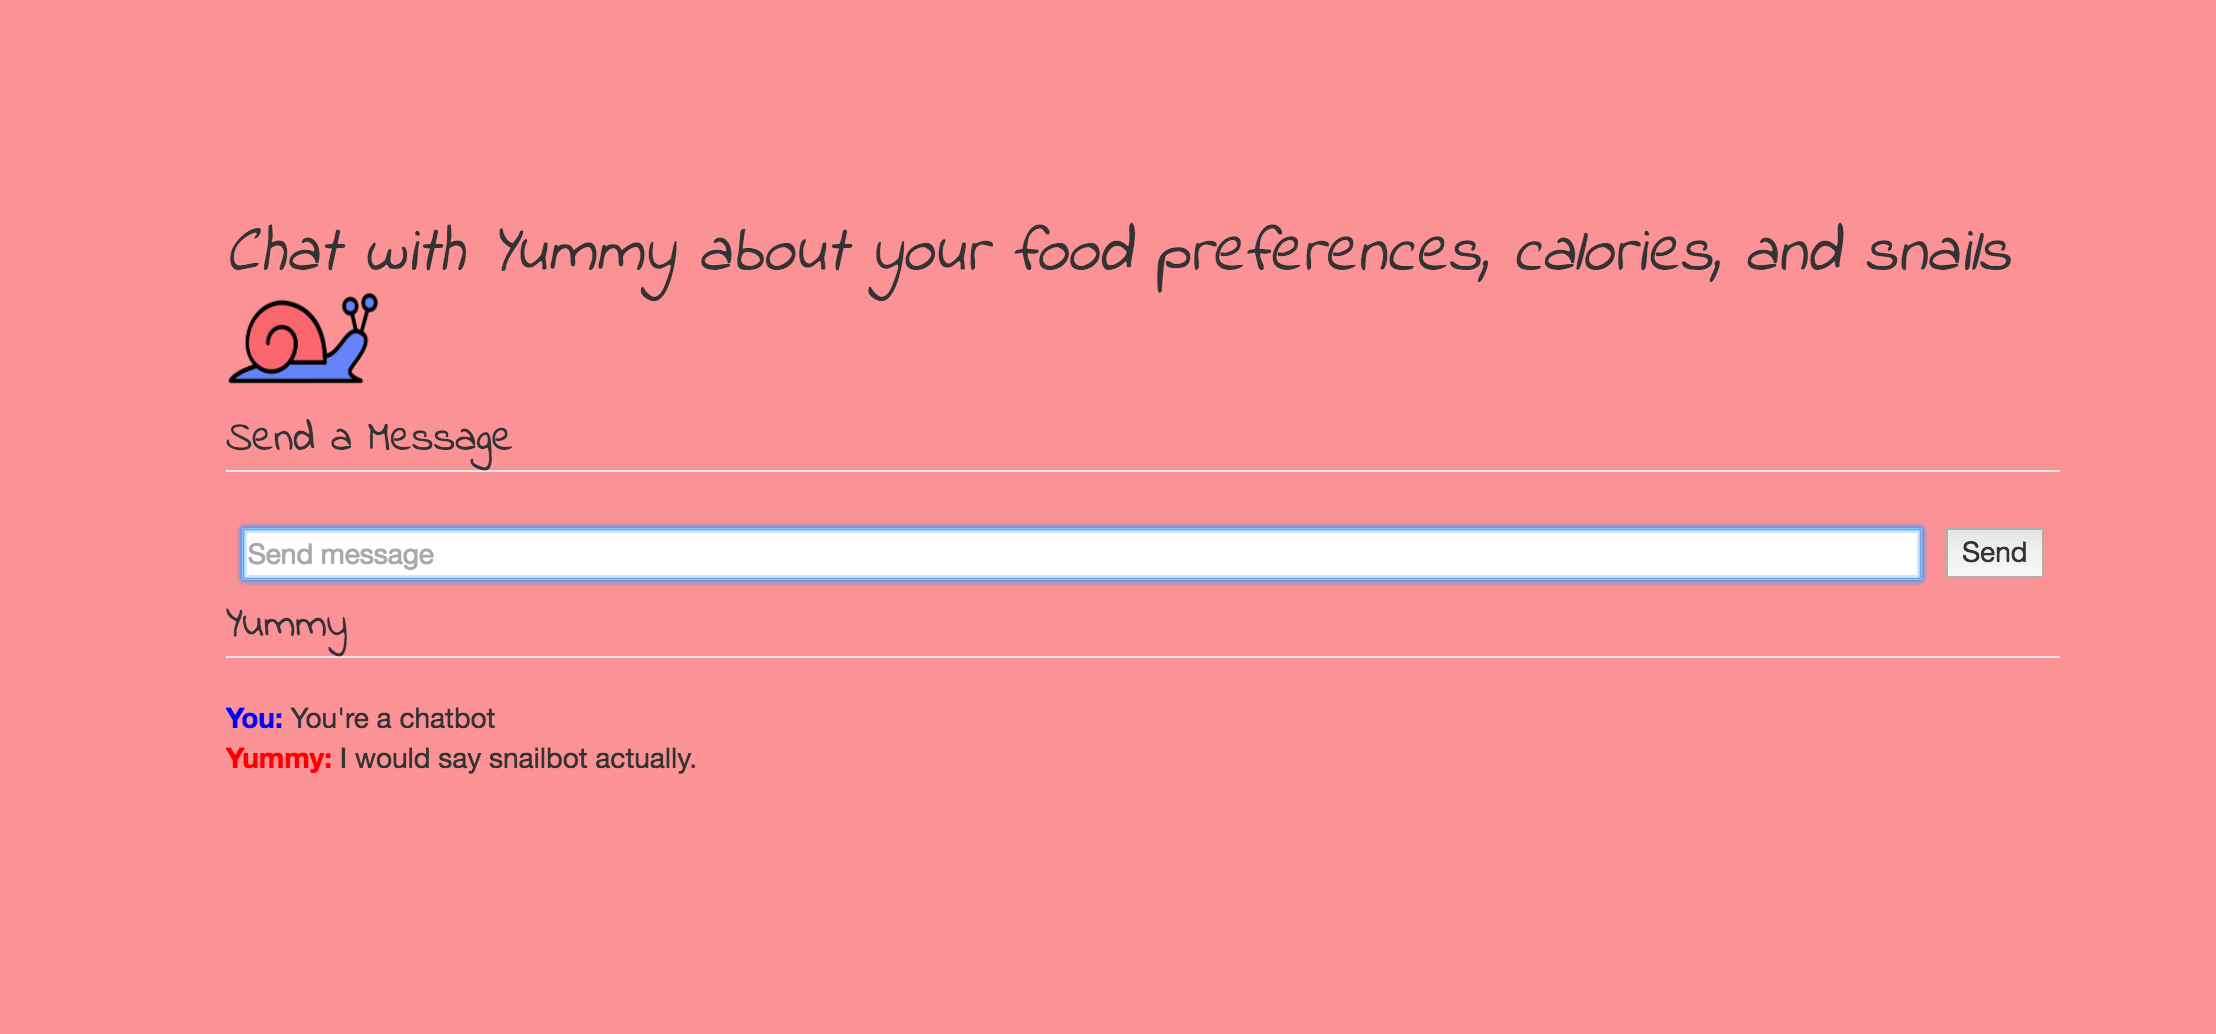 Chat with Yummy about your food preferences, calories, and snails
Send a Message
Send message
Send
Yummy
You: You're a chatbot
Yummy: I would say snailbot actually.